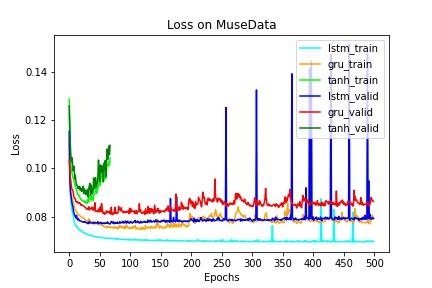 Loss on MuseData
Loss
0.14
0.12
0.10
0.08
lstm_train
gru_train
tanh_train
lstm_valid
gru_valid
tanh_valid
0 50 100 150 200 250 300 350 400 450 500
Epochs